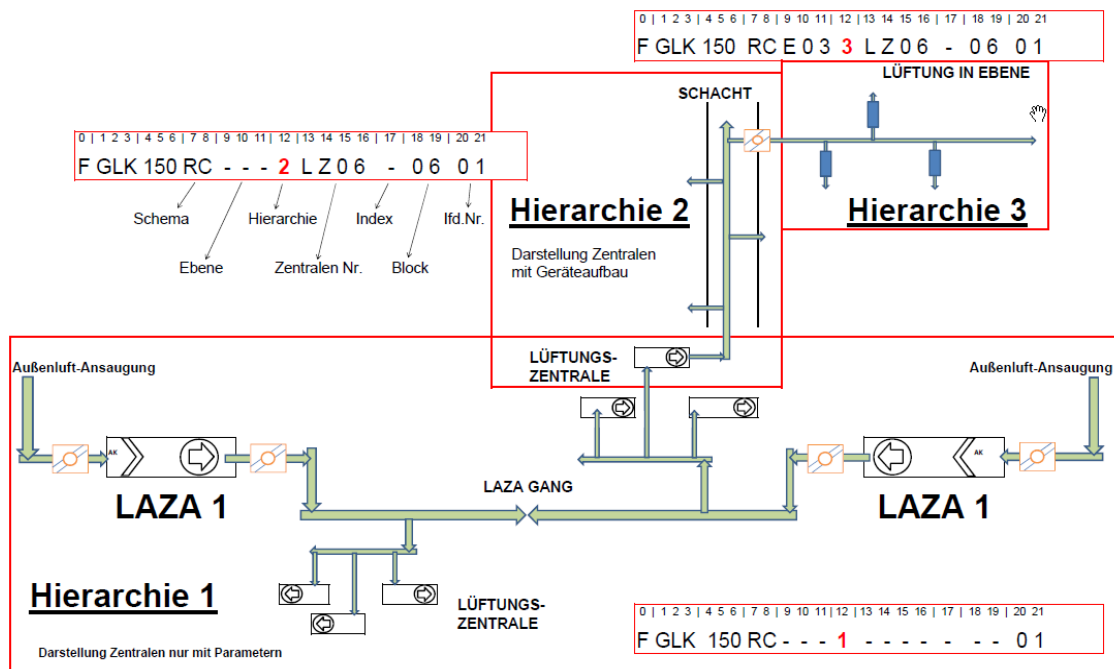 0 | 1 2 3 | 4 5 6 | 7 8 | 9 10 11| 12 | 13 14 15 16 | 17 | 18 19 | 20 21
F GLK 150 RC E 0 3 3 L Z 0 6 - 0 6 0 1
LÜFTUNG IN EBENE
SCHACHT
0 | 1 2 3 | 4 5 6 | 7 8 | 9 10 11 | 12 | 13 14 15 16 | 17 | 18 19 | 20 21
F GLK 150 RC - - - 2 L Z 0 6 - 0 6 0 1
Schema
Hierarchie
Index
lfd.Nr.
Ebene
Zentralen Nr.
Block
Hierarchie 2
Hierarchie 3
Darstellung Zentralen
mit Geräteaufbau
LÜFTUNGS-
ZENTRALE
Außenluft-Ansaugung
Außenluft-Ansaugung
AK
AK
LAZA 1
LAZA GANG
LAZA 1
Hierarchie 1
LÜFTUNGS-
ZENTRALE
Darstellung Zentralen nur mit Parametern
0 | 1 2 3 | 4 5 6 | 7 8 | 9 10 11| 12 | 13 14 15 16 | 17 | 18 19 | 20 21
F GLK 150 RC - - - 1 - - - - - - - 0 1